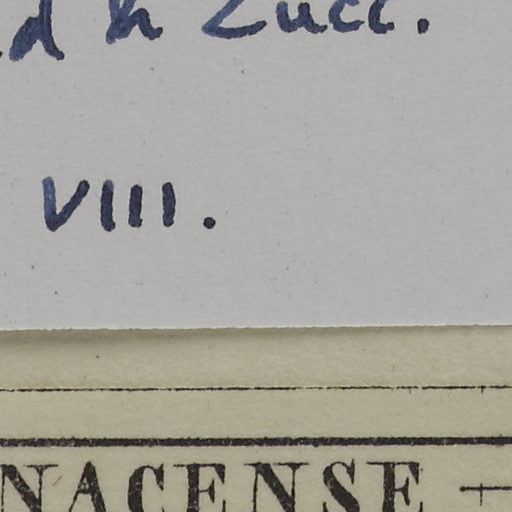 d & Zucc.
VIII.
NACENSE —